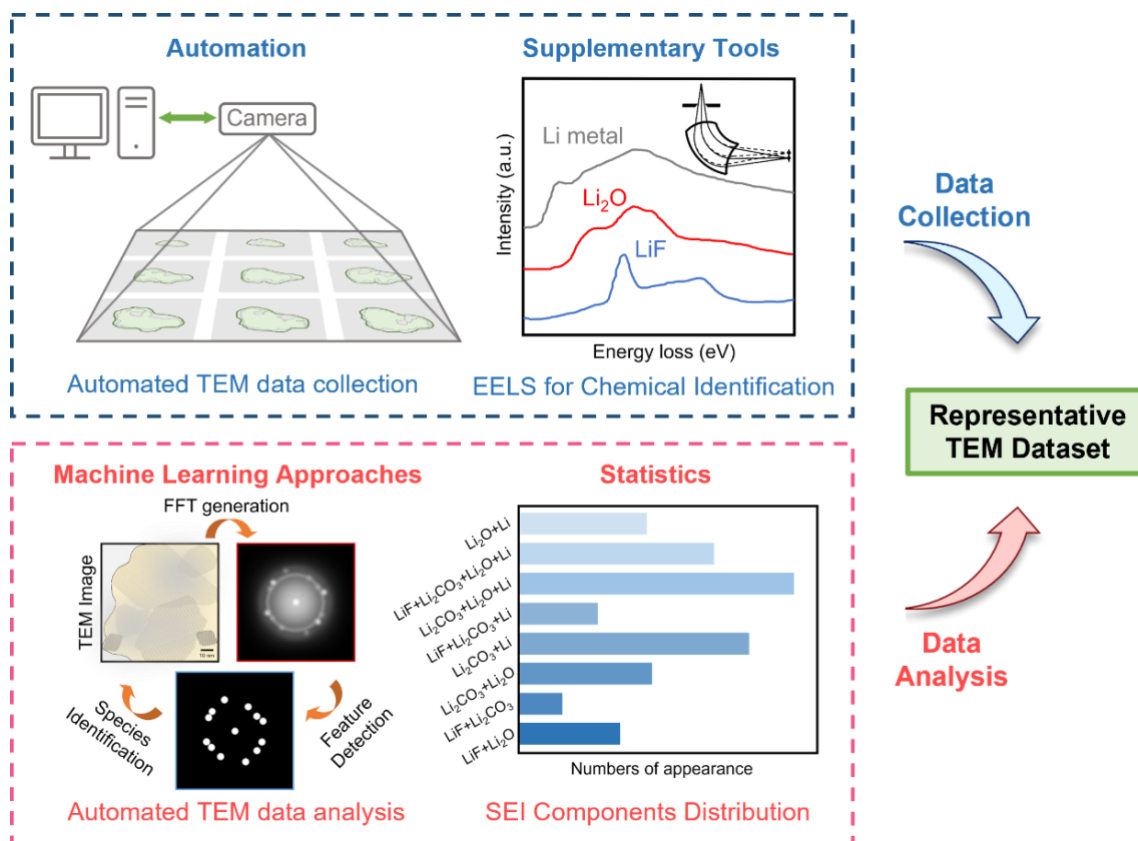 Automation
Camera
Automated TEM data collection
Supplementary Tools
Intensity (a.u.)
Li metal
Li₂O
LiF
Energy loss (eV)
EELS for Chemical Identification
Data
Collection
Representative
TEM Dataset
Machine Learning Approaches
FFT generation
TEM Image
10 nm
Species
Identification
Feature
Detection
Automated TEM data analysis
Statistics
Li₂O+Li
LiF+Li₂CO₃+Li₂O+Li
Li₂CO₃+Li₂O+Li
LiF+Li₂CO₃+Li
Li₂CO₃+Li
Li₂CO₃+Li₂O
LiF+Li₂CO₃
LiF+Li₂O
Numbers of appearance
SEI Components Distribution
Data
Analysis